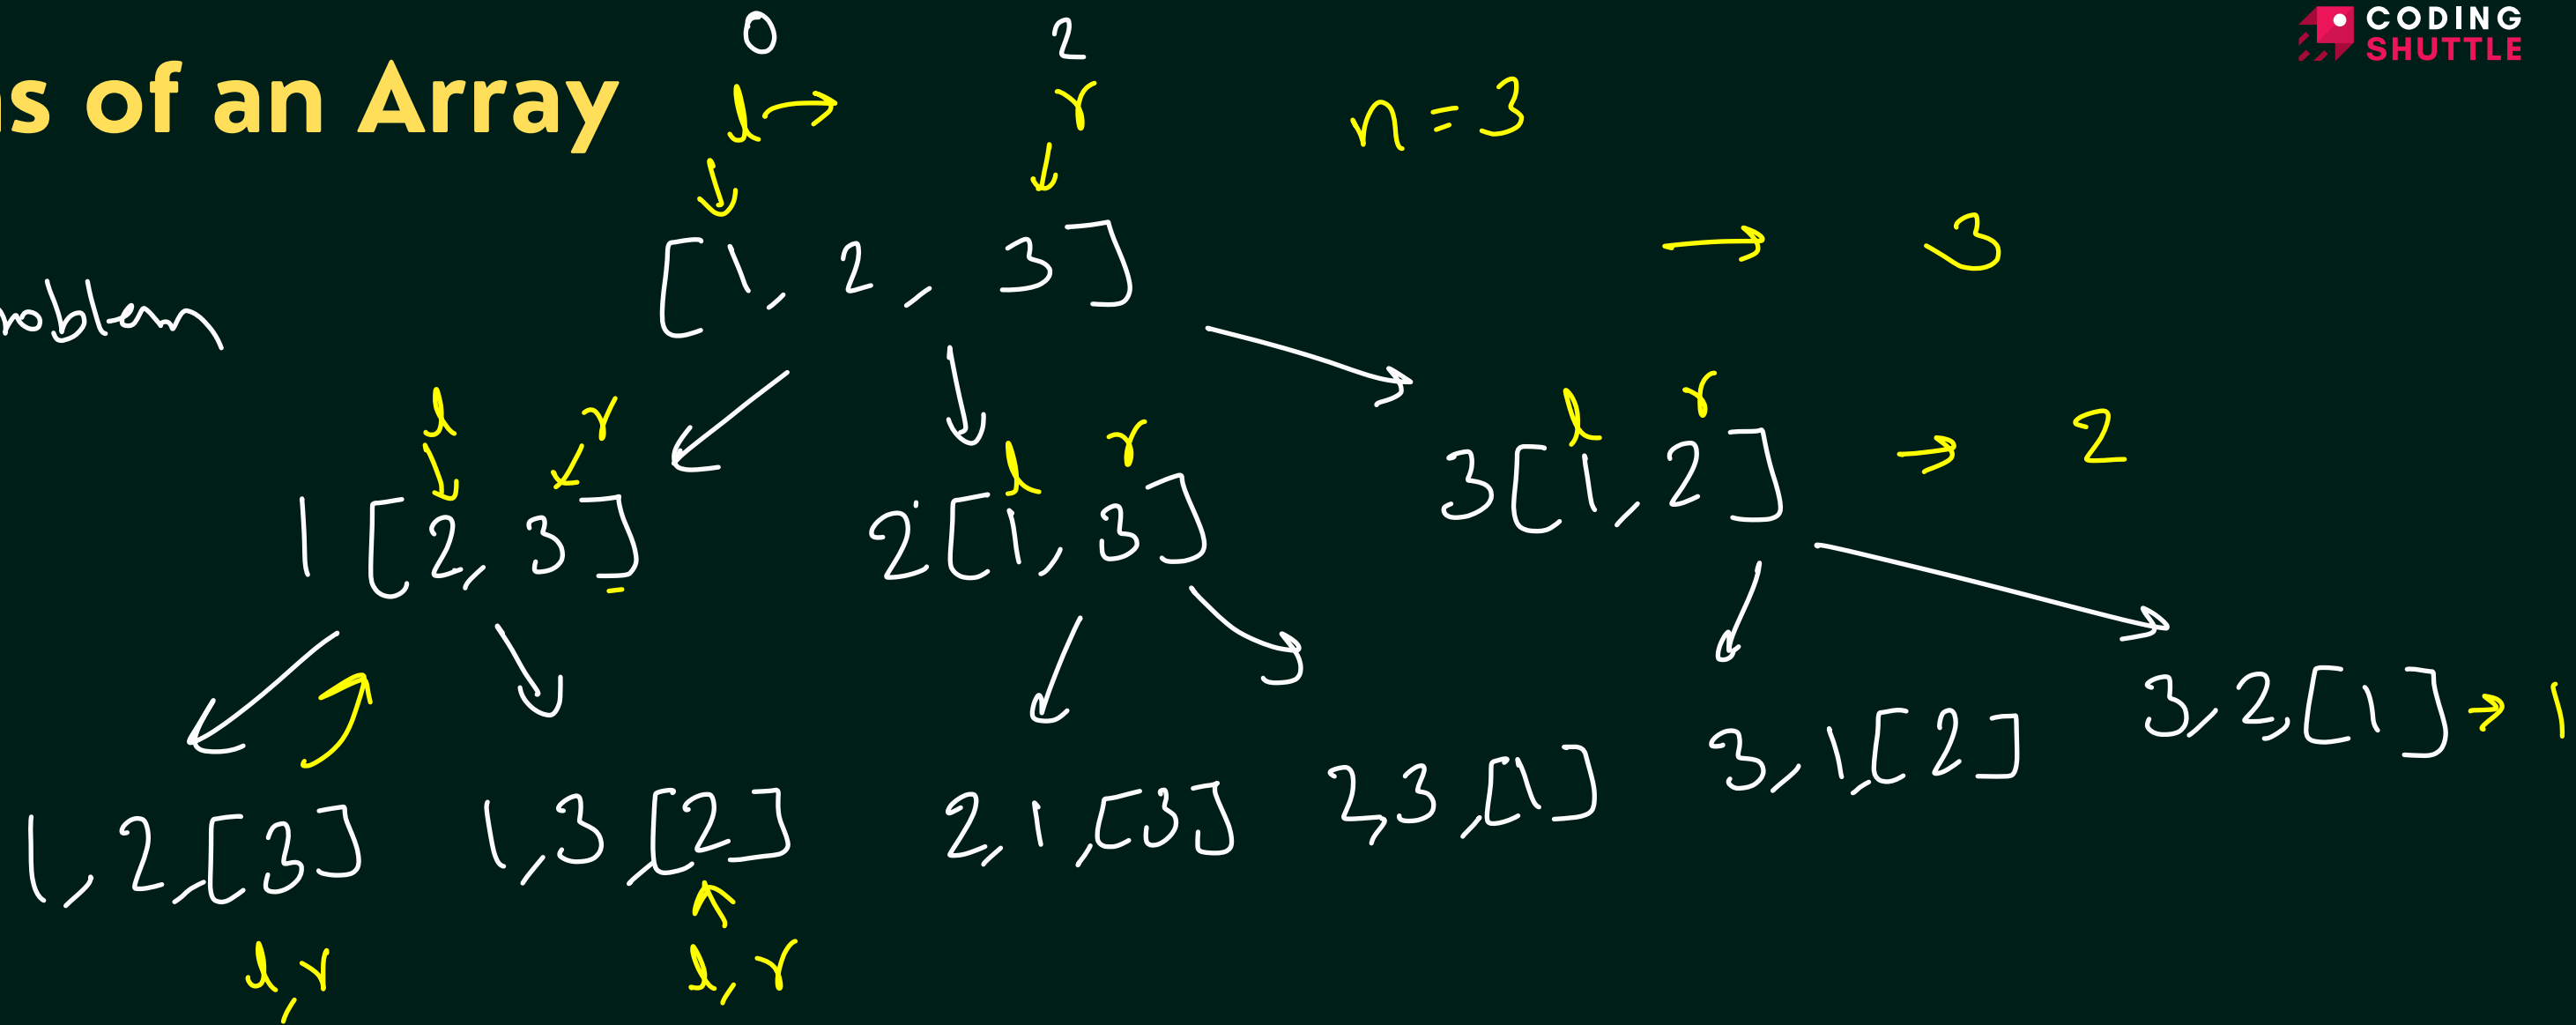 0 2
CODING
SHUTTLE
s of an Array
l r
n = 3
[1, 2, 3] 3
roblem
l r
l r
l r
1 [2, 3]
2[1, 3]
3[1, 2] 2
1, 2, [3]
1, 3, [2]
2, 1, [3]
2, 3, [1]
3, 1, [2]
3, 2, [1] 1
l, r
l, r